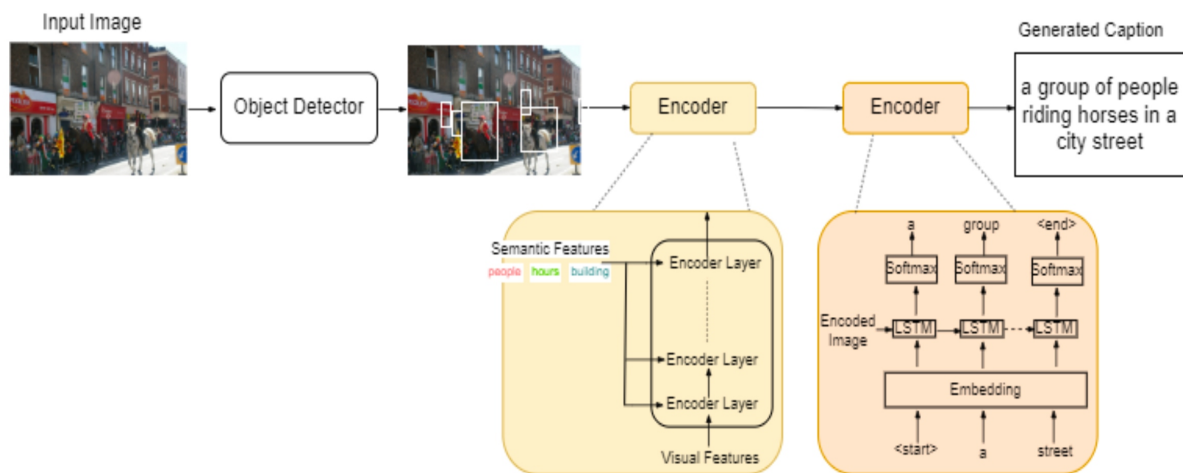 Input Image
Generated Caption
Object Detector
Encoder
Encoder
a group of people
riding horses in a
city street
Semantic Features
people hours building
Encoder Layer
Encoder Layer
Encoder Layer
Visual Features
a group <end>
Softmax Softmax Softmax
Encoded
Image
LSTM LSTM LSTM
Embedding
<start> a street